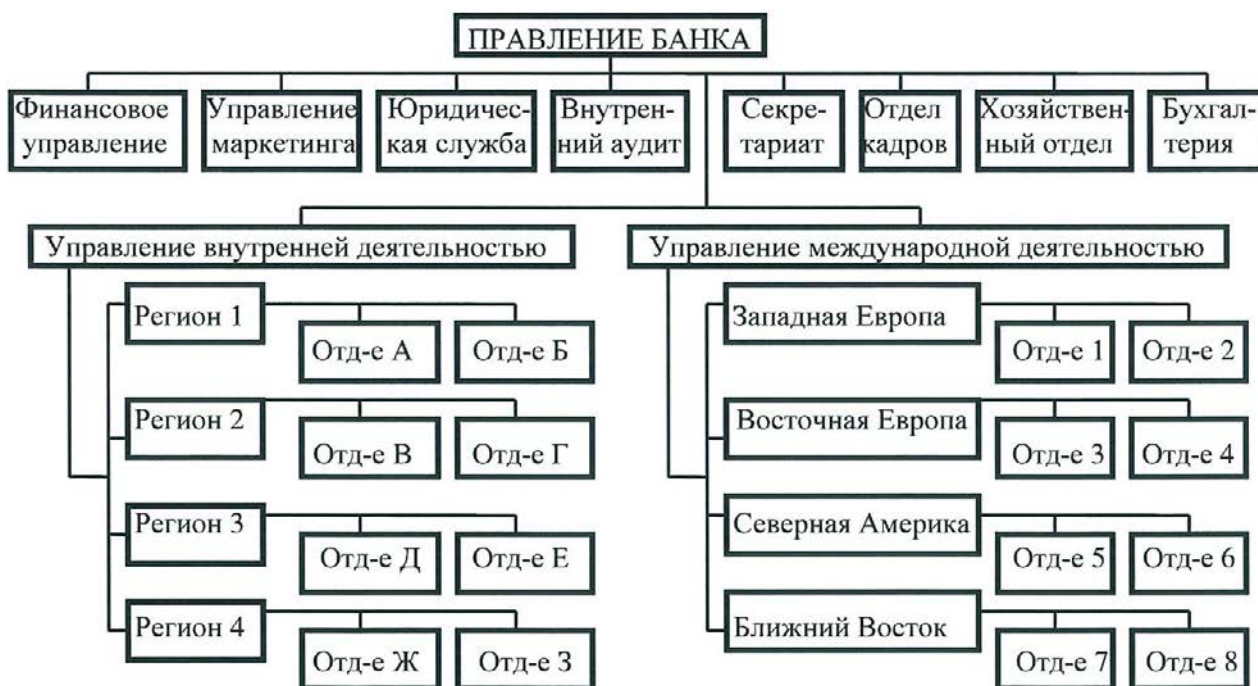 ПРАВЛЕНИЕ БАНКА
Финансовое
управление
Управление
маркетинга
Юридичес-
кая служба
Внутрен-
ний аудит
Секре-
тариат
Отдел
кадров
Хозяйствен-
ный отдел
Бухгал-
терия
Управление внутренней деятельностью
Регион 1
Отд-е А
Отд-е Б
Регион 2
Отд-е В
Отд-е Г
Регион 3
Отд-е Д
Отд-е Е
Регион 4
Отд-е Ж
Отд-е З
Управление международной деятельностью
Западная Европа
Отд-е 1
Отд-е 2
Восточная Европа
Отд-е 3
Отд-е 4
Северная Америка
Отд-е 5
Отд-е 6
Ближний Восток
Отд-е 7
Отд-е 8